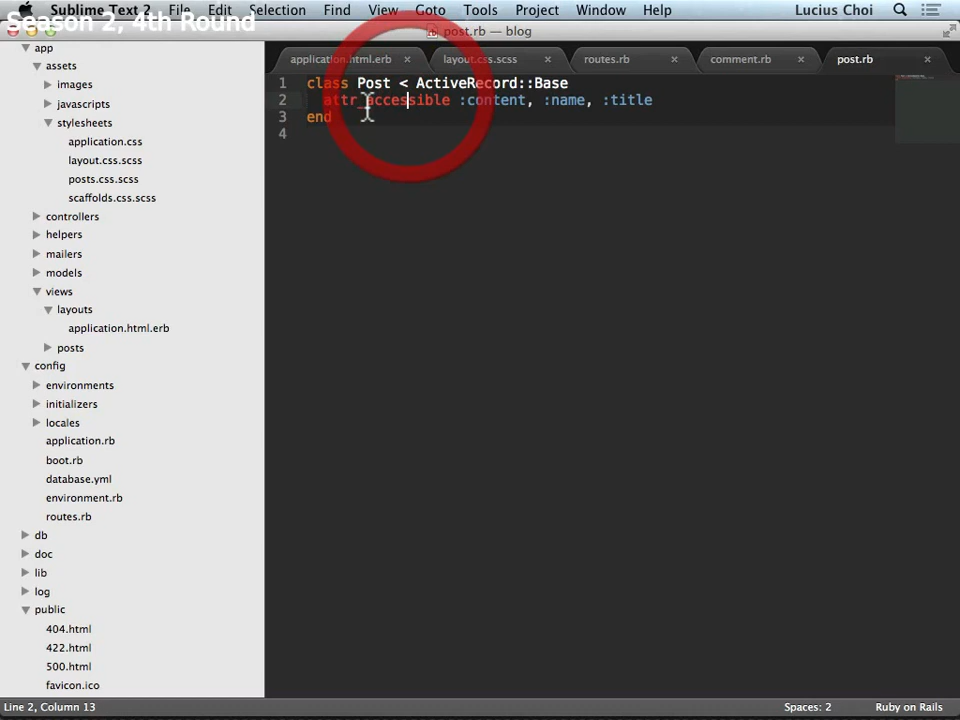 Sublime Text 2 File Edit Selection Find View Goto Tools Project Window Help Lucius Choi
Season 2, 4th Round
post.rb — blog
application.html.erb layout.css.scss routes.rb comment.rb post.rb
app
assets
images
javascripts
stylesheets
application.css
layout.css.scss
posts.css.scss
scaffolds.css.scss
controllers
helpers
mailers
models
views
layouts
application.html.erb
posts
config
environments
initializers
locales
application.rb
boot.rb
database.yml
environment.rb
routes.rb
db
doc
lib
log
public
404.html
422.html
500.html
favicon.ico
1 class Post < ActiveRecord::Base
2 attr_accessible :content, :name, :title
3 end
4
Line 2, Column 13 Spaces: 2 Ruby on Rails